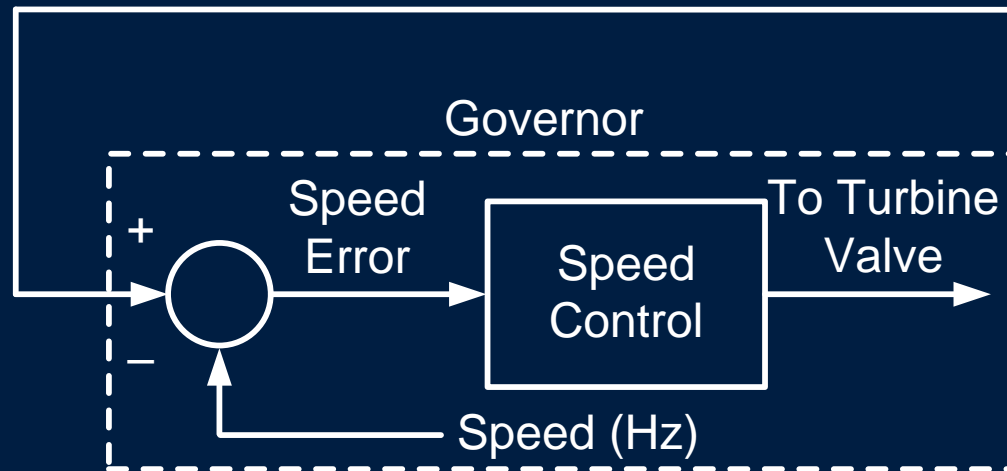 Governor
Speed
Error
To Turbine
Valve
+
Speed
Control
–
Speed (Hz)